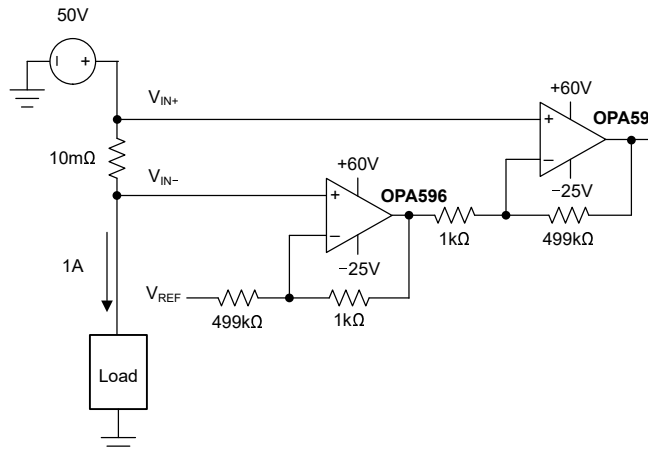 50V
V_IN+
+60V
OPA59
10mΩ
V_IN−
+60V
OPA596
−25V
1kΩ
499kΩ
1A
−25V
V_REF
499kΩ
1kΩ
Load